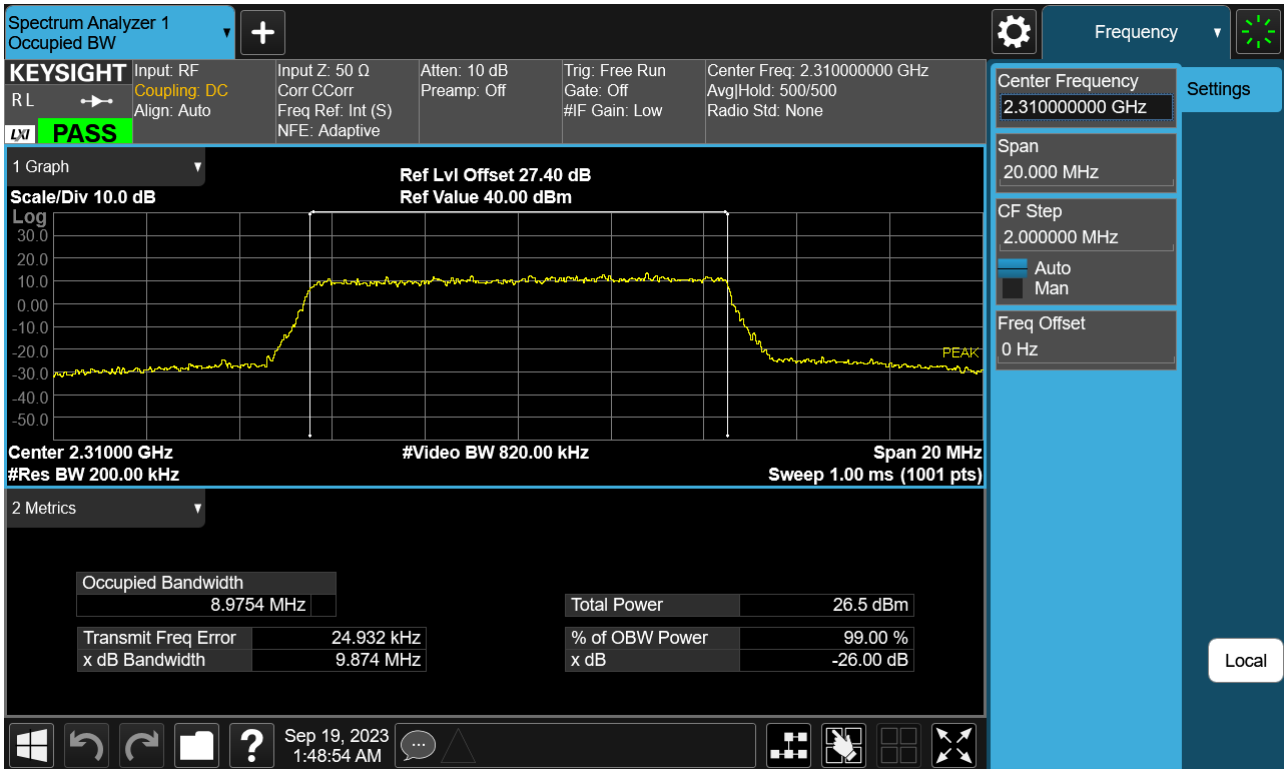 Spectrum Analyzer 1
Occupied BW
Frequency
KEYSIGHT
R L
LXI
PASS
Input: RF
Coupling: DC
Align: Auto
Input Z: 50 Ω
Corr CCorr
Freq Ref: Int (S)
NFE: Adaptive
Atten: 10 dB
Preamp: Off
Trig: Free Run
Gate: Off
#IF Gain: Low
Center Freq: 2.310000000 GHz
Avg|Hold: 500/500
Radio Std: None
Center Frequency
2.310000000 GHz
Settings
Span
20.000 MHz
CF Step
2.000000 MHz
Auto
Man
Freq Offset
0 Hz
1 Graph
Scale/Div 10.0 dB
Ref Lvl Offset 27.40 dB
Ref Value 40.00 dBm
Log
30.0
20.0
10.0
0.00
-10.0
-20.0
-30.0
-40.0
-50.0
PEAK
Center 2.31000 GHz
#Res BW 200.00 kHz
#Video BW 820.00 kHz
Span 20 MHz
Sweep 1.00 ms (1001 pts)
2 Metrics
Occupied Bandwidth
8.9754 MHz
Transmit Freq Error 24.932 kHz
x dB Bandwidth 9.874 MHz
Total Power 26.5 dBm
% of OBW Power 99.00 %
x dB -26.00 dB
Local
?
Sep 19, 2023
1:48:54 AM